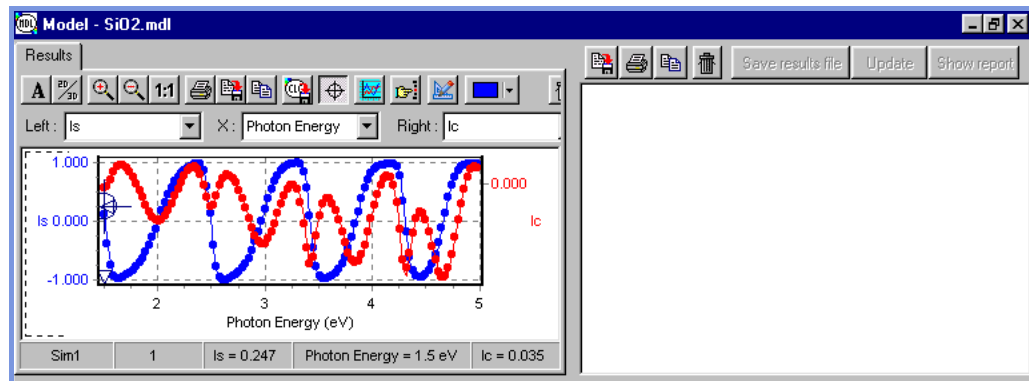 MDL Model - SiO2.mdl
Results
A 2D/3D 1:1 CLG
Save results file Update Show report
Left : Is X : Photon Energy Right : Ic
1.000
Is 0.000
-1.000
0.000
Ic
2 3 4 5
Photon Energy (eV)
Sim1 1 Is = 0.247 Photon Energy = 1.5 eV Ic = 0.035